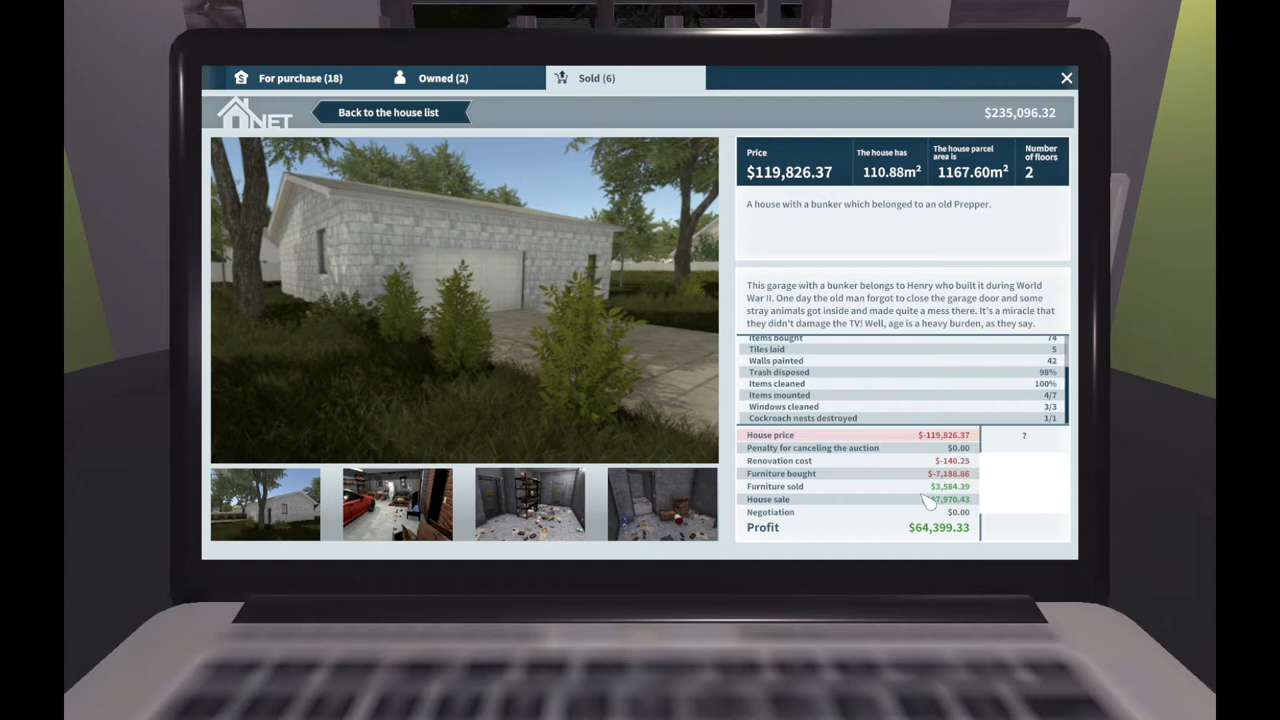 For purchase (18)
Owned (2)
Sold (6)
NET
Back to the house list
$235,096.32
Price
$119,826.37
The house has
110.88m²
The house parcel
area is
1167.60m²
Number
of floors
2
A house with a bunker which belonged to an old Prepper.
This garage with a bunker belongs to Henry who built it during World
War II. One day the old man forgot to close the garage door and some
stray animals got inside and made quite a mess there. It's a miracle that
they didn't damage the TV! Well, age is a heavy burden, as they say.
Items bought 74
Tiles laid 5
Walls painted 42
Trash disposed 98%
Items cleaned 100%
Items mounted 4/7
Windows cleaned 3/3
Cockroach nests destroyed 1/1
House price $-119,826.37 ?
Penalty for canceling the auction $0.00
Renovation cost $-140.25
Furniture bought $-7,188.86
Furniture sold $3,584.39
House sale 7,970.43
Negotiation $0.00
Profit $64,399.33